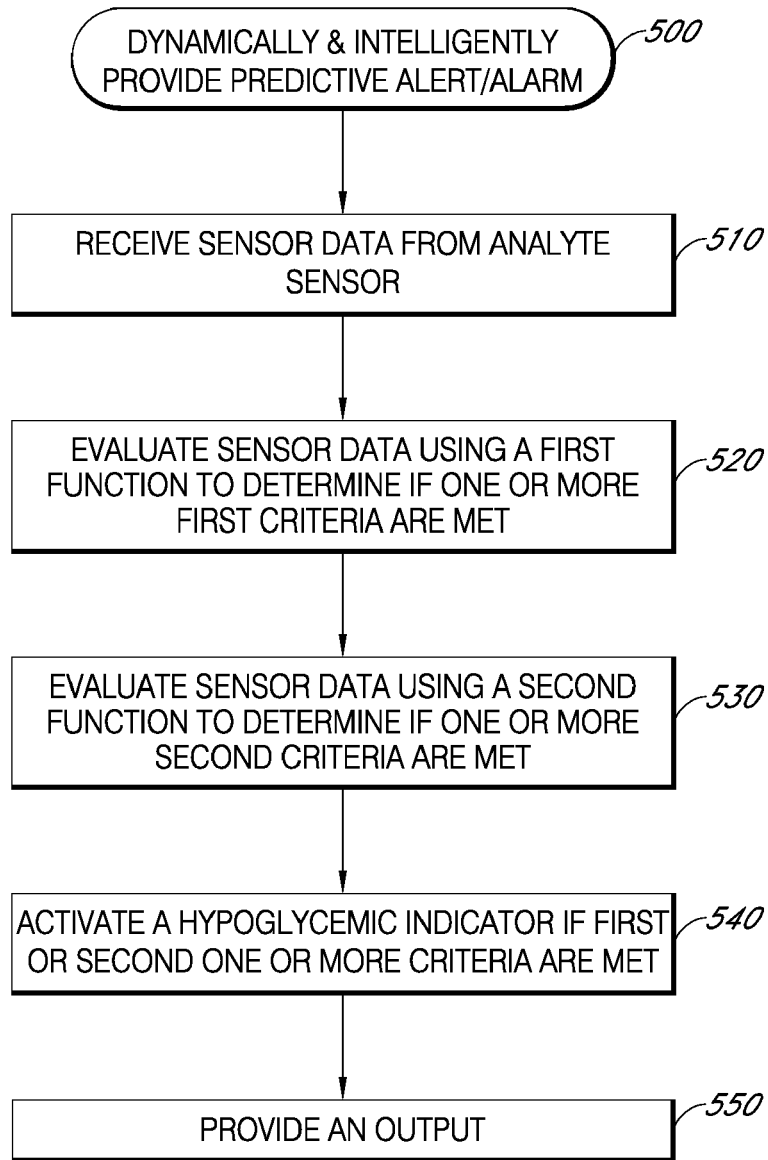 DYNAMICALLY & INTELLIGENTLY
PROVIDE PREDICTIVE ALERT/ALARM
500
RECEIVE SENSOR DATA FROM ANALYTE
SENSOR
510
EVALUATE SENSOR DATA USING A FIRST
FUNCTION TO DETERMINE IF ONE OR MORE
FIRST CRITERIA ARE MET
520
EVALUATE SENSOR DATA USING A SECOND
FUNCTION TO DETERMINE IF ONE OR MORE
SECOND CRITERIA ARE MET
530
ACTIVATE A HYPOGLYCEMIC INDICATOR IF FIRST
OR SECOND ONE OR MORE CRITERIA ARE MET
540
PROVIDE AN OUTPUT
550